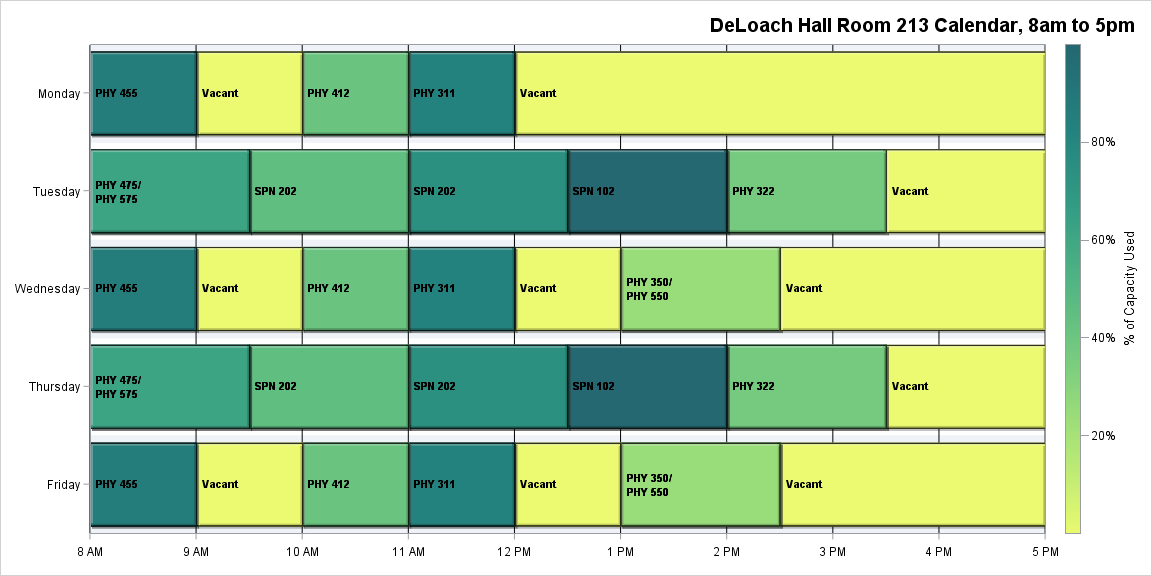 DeLoach Hall Room 213 Calendar, 8am to 5pm
Monday
PHY 455
Vacant
PHY 412
PHY 311
Vacant
Tuesday
PHY 475/
PHY 575
SPN 202
SPN 202
SPN 102
PHY 322
Vacant
Wednesday
PHY 455
Vacant
PHY 412
PHY 311
Vacant
PHY 350/
PHY 550
Vacant
Thursday
PHY 475/
PHY 575
SPN 202
SPN 202
SPN 102
PHY 322
Vacant
Friday
PHY 455
Vacant
PHY 412
PHY 311
Vacant
PHY 350/
PHY 550
Vacant
8 AM
9 AM
10 AM
11 AM
12 PM
1 PM
2 PM
3 PM
4 PM
5 PM
80%
60%
40%
20%
% of Capacity Used